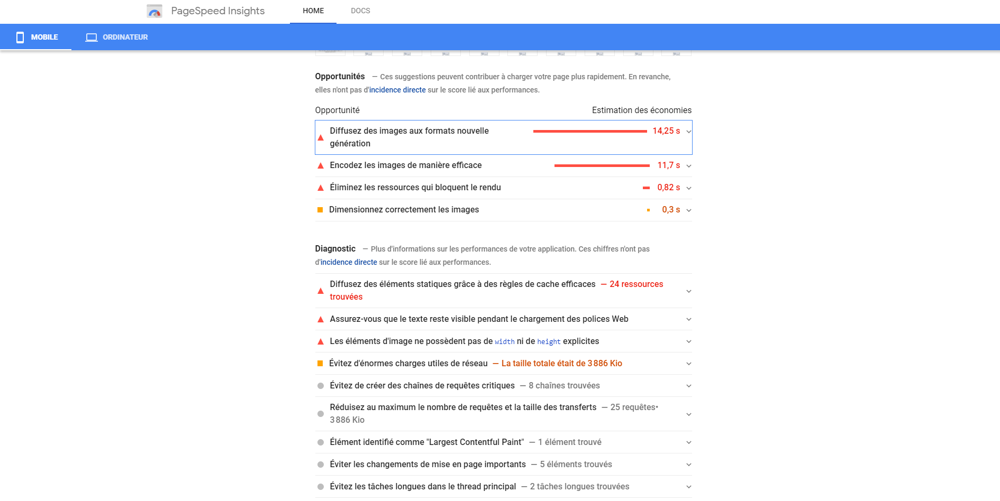 PageSpeed Insights
HOME
DOCS
MOBILE
ORDINATEUR
Opportunités — Ces suggestions peuvent contribuer à charger votre page plus rapidement. En revanche,
elles n'ont pas d'incidence directe sur le score lié aux performances.
Opportunité Estimation des économies
Diffusez des images aux formats nouvelle 14,25 s
génération
Encodez les images de manière efficace 11,7 s
Éliminez les ressources qui bloquent le rendu 0,82 s
Dimensionnez correctement les images 0,3 s
Diagnostic — Plus d'informations sur les performances de votre application. Ces chiffres n'ont pas
d'incidence directe sur le score lié aux performances.
Diffusez des éléments statiques grâce à des règles de cache efficaces — 24 ressources
trouvées
Assurez-vous que le texte reste visible pendant le chargement des polices Web
Les éléments d'image ne possèdent pas de width ni de height explicites
Évitez d'énormes charges utiles de réseau — La taille totale était de 3 886 Kio
Évitez de créer des chaînes de requêtes critiques — 8 chaînes trouvées
Réduisez au maximum le nombre de requêtes et la taille des transferts — 25 requêtes•
3 886 Kio
Élément identifié comme "Largest Contentful Paint" — 1 élément trouvé
Éviter les changements de mise en page importants — 5 éléments trouvés
Évitez les tâches longues dans le thread principal — 2 tâches longues trouvées